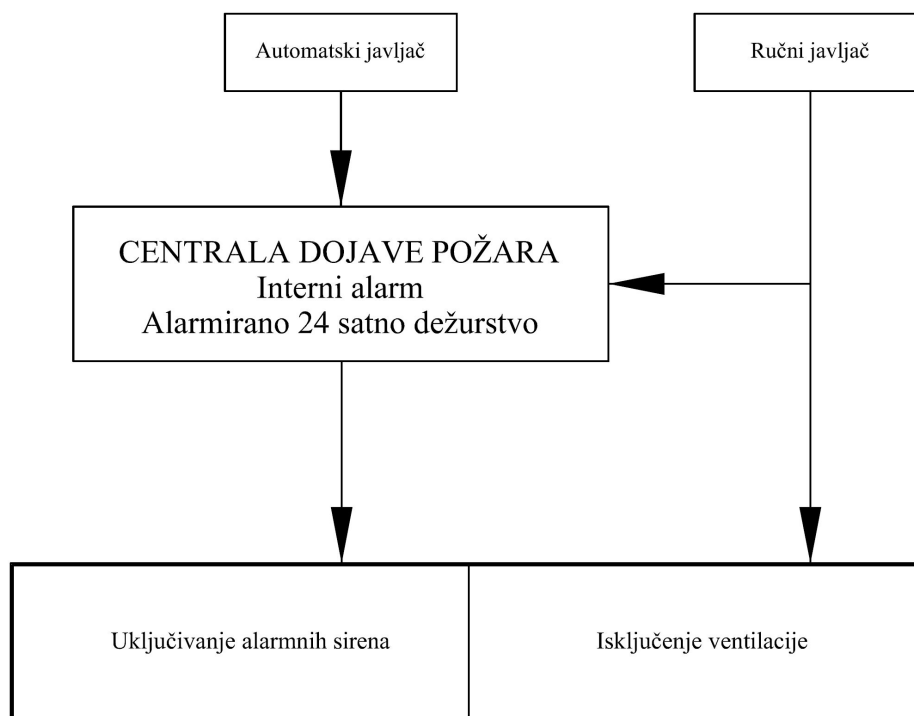 Automatski javljač
Ručni javljač
CENTRALA DOJAVE POŽARA
Interni alarm
Alarmirano 24 satno dežurstvo
Uključivanje alarmnih sirena
Isključenje ventilacije